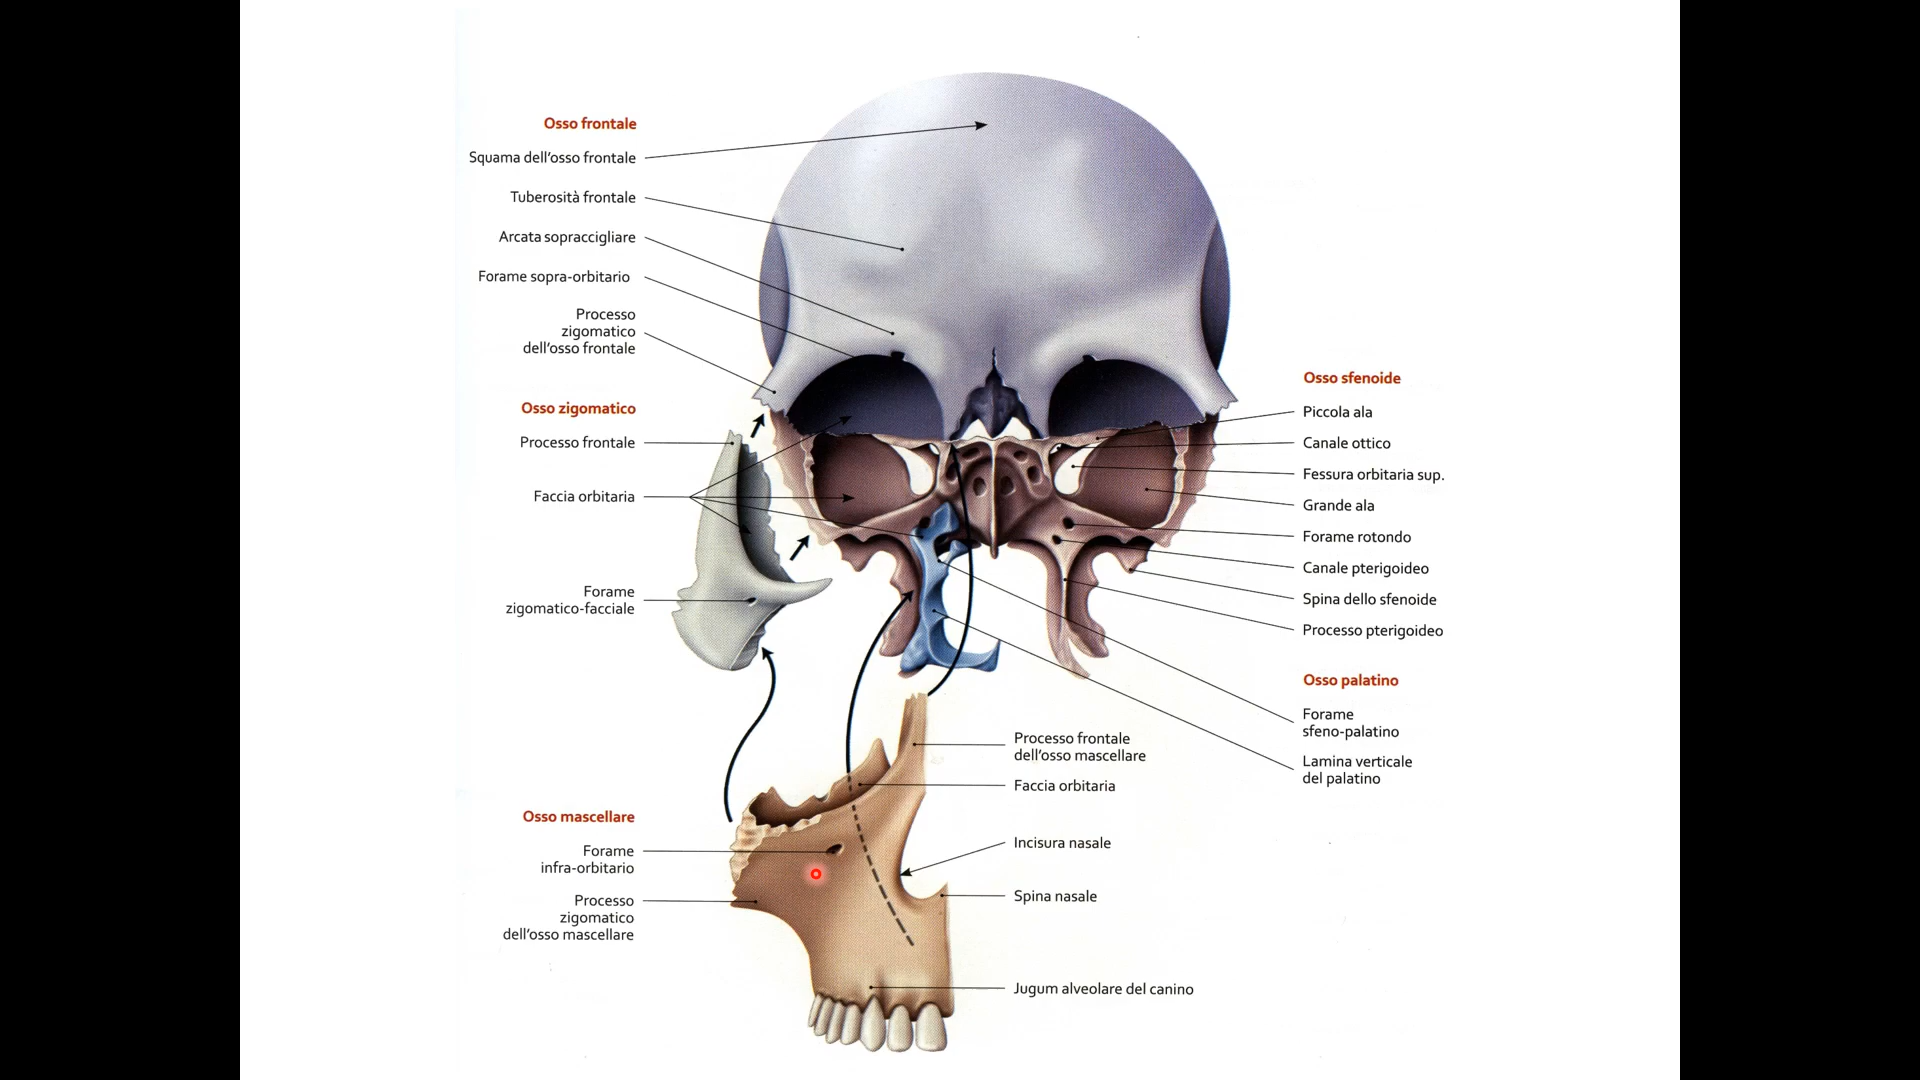 Osso frontale
Squama dell'osso frontale
Tuberosità frontale
Arcata sopraccigliare
Forame sopra-orbitario
Processo
zigomatico
dell'osso frontale
Osso zigomatico
Processo frontale
Faccia orbitaria
Forame
zigomatico-facciale
Osso mascellare
Forame
infra-orbitario
Processo
zigomatico
dell'osso mascellare
Processo frontale
dell'osso mascellare
Faccia orbitaria
Incisura nasale
Spina nasale
Jugum alveolare del canino
Osso sfenoide
Piccola ala
Canale ottico
Fessura orbitaria sup.
Grande ala
Forame rotondo
Canale pterigoideo
Spina dello sfenoide
Processo pterigoideo
Osso palatino
Forame
sfeno-palatino
Lamina verticale
del palatino